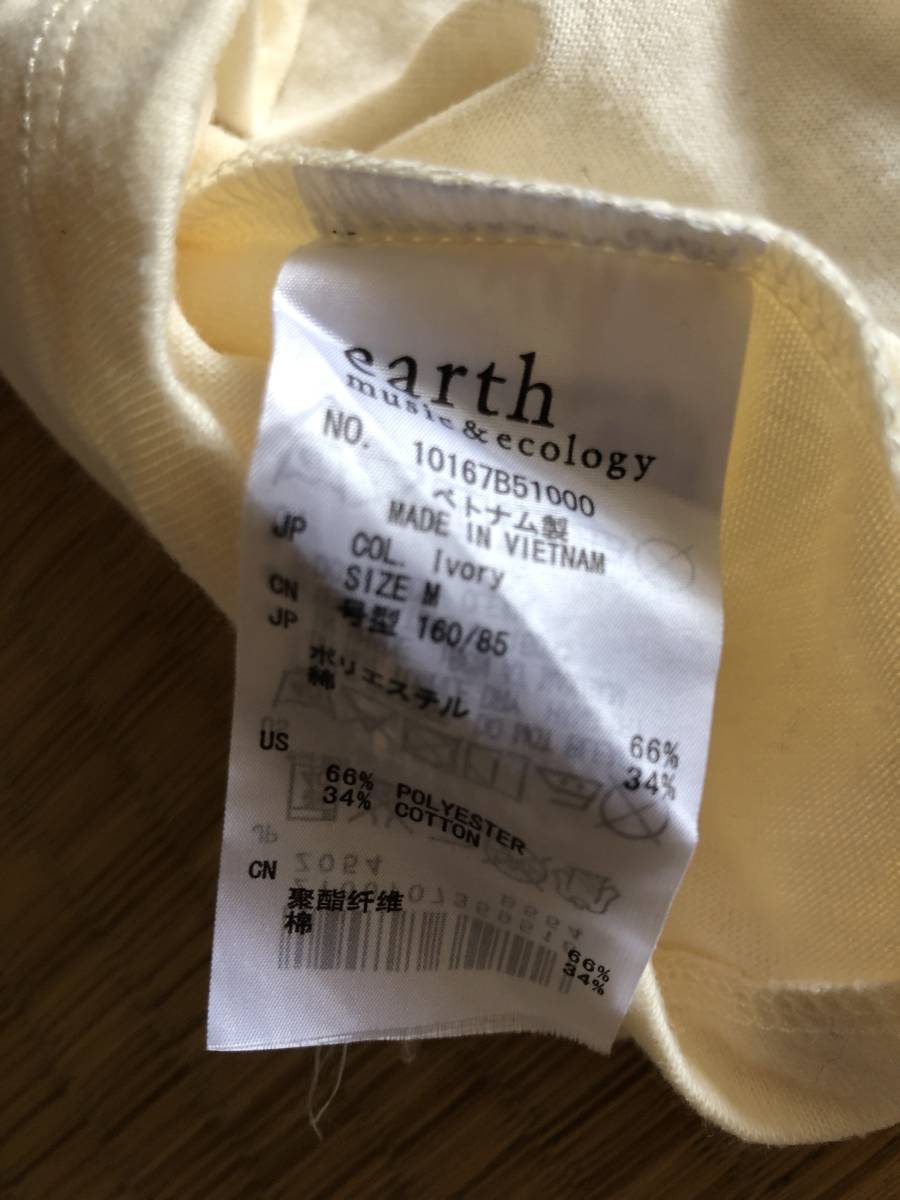 earth
music & ecology
NO. 10167B51000
ベトナム製
MADE IN VIETNAM
JP COL. Ivory
SIZE M
CN 号型 160/85
JP
ポリエステル 66%
綿 34%
US
66% POLYESTER
34% COTTON
CN
聚酯纤维 66%
棉 34%